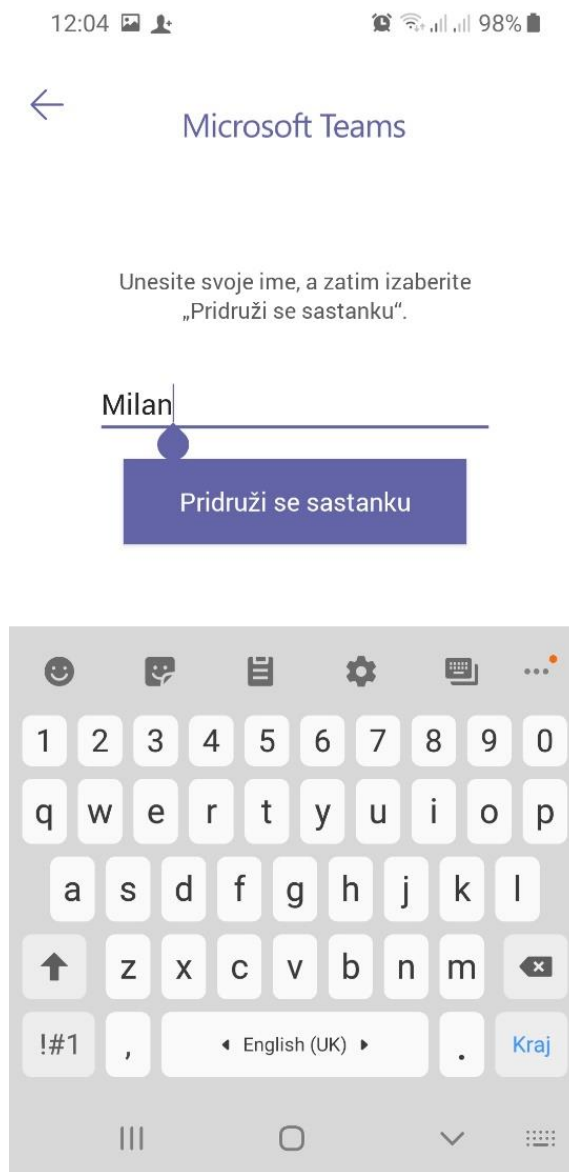 12:04 98%
Microsoft Teams
Unesite svoje ime, a zatim izaberite
„Pridruži se sastanku“.
Milan
Pridruži se sastanku
1 2 3 4 5 6 7 8 9 0
q w e r t y u i o p
a s d f g h j k l
z x c v b n m
!#1 , English (UK) . Kraj